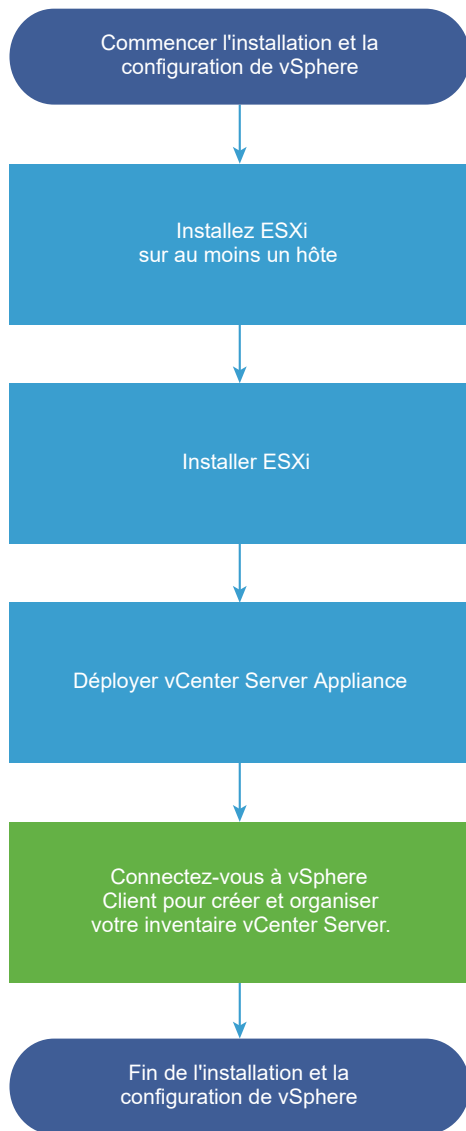 Commencer l'installation et la
configuration de vSphere
Installez ESXi
sur au moins un hôte
Installer ESXi
Déployer vCenter Server Appliance
Connectez-vous à vSphere
Client pour créer et organiser
votre inventaire vCenter Server.
Fin de l'installation et la
configuration de vSphere